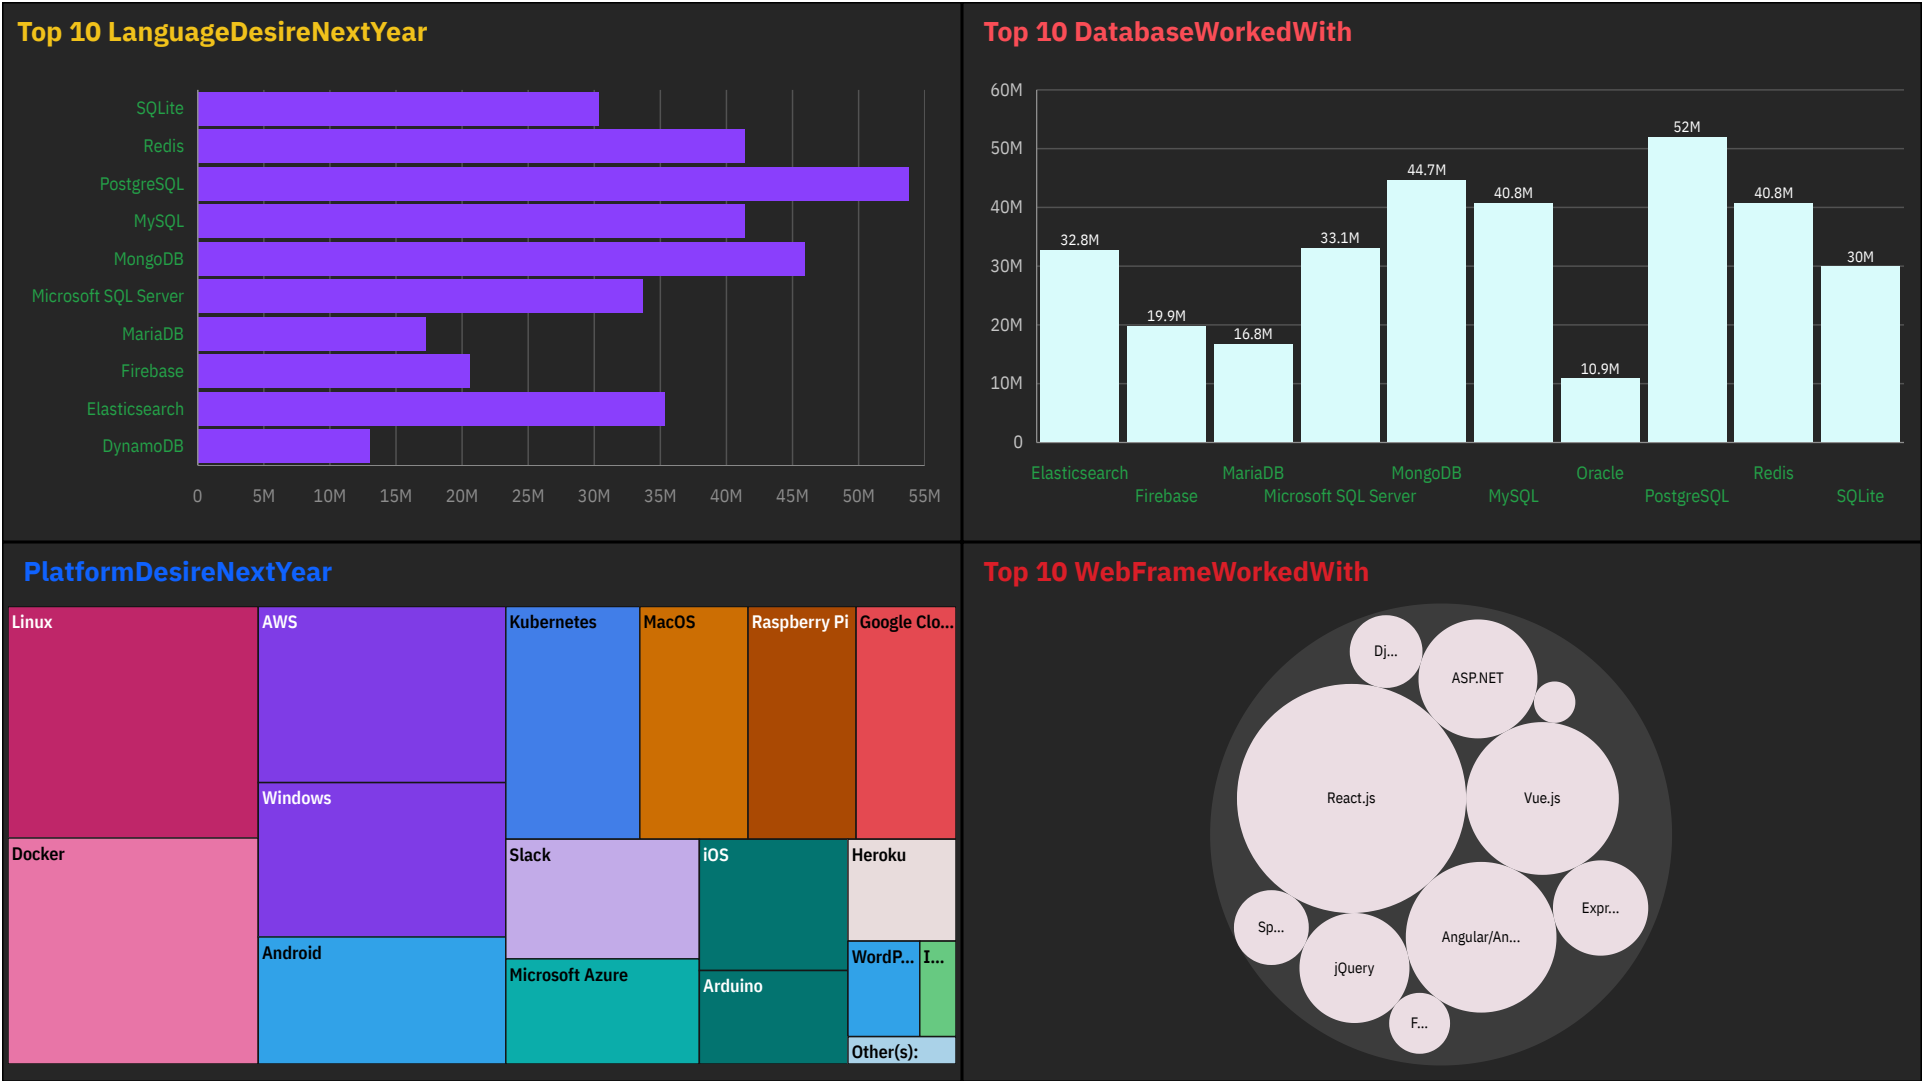 Top 10 LanguageDesireNextYear
SQLite
Redis
PostgreSQL
MySQL
MongoDB
Microsoft SQL Server
MariaDB
Firebase
Elasticsearch
DynamoDB
0 5M 10M 15M 20M 25M 30M 35M 40M 45M 50M 55M
Top 10 DatabaseWorkedWith
60M
50M
40M
30M
20M
10M
0
32.8M
19.9M
16.8M
33.1M
44.7M
40.8M
10.9M
52M
40.8M
30M
Elasticsearch
Firebase
MariaDB
Microsoft SQL Server
MongoDB
MySQL
Oracle
PostgreSQL
Redis
SQLite
PlatformDesireNextYear
Linux
AWS
Kubernetes
MacOS
Raspberry Pi
Google Clo...
Windows
Docker
Slack
iOS
Heroku
Android
WordP...
I...
Microsoft Azure
Arduino
Other(s):
Top 10 WebFrameWorkedWith
Dj...
ASP.NET
React.js
Vue.js
Expr...
Sp...
Angular/An...
jQuery
F...